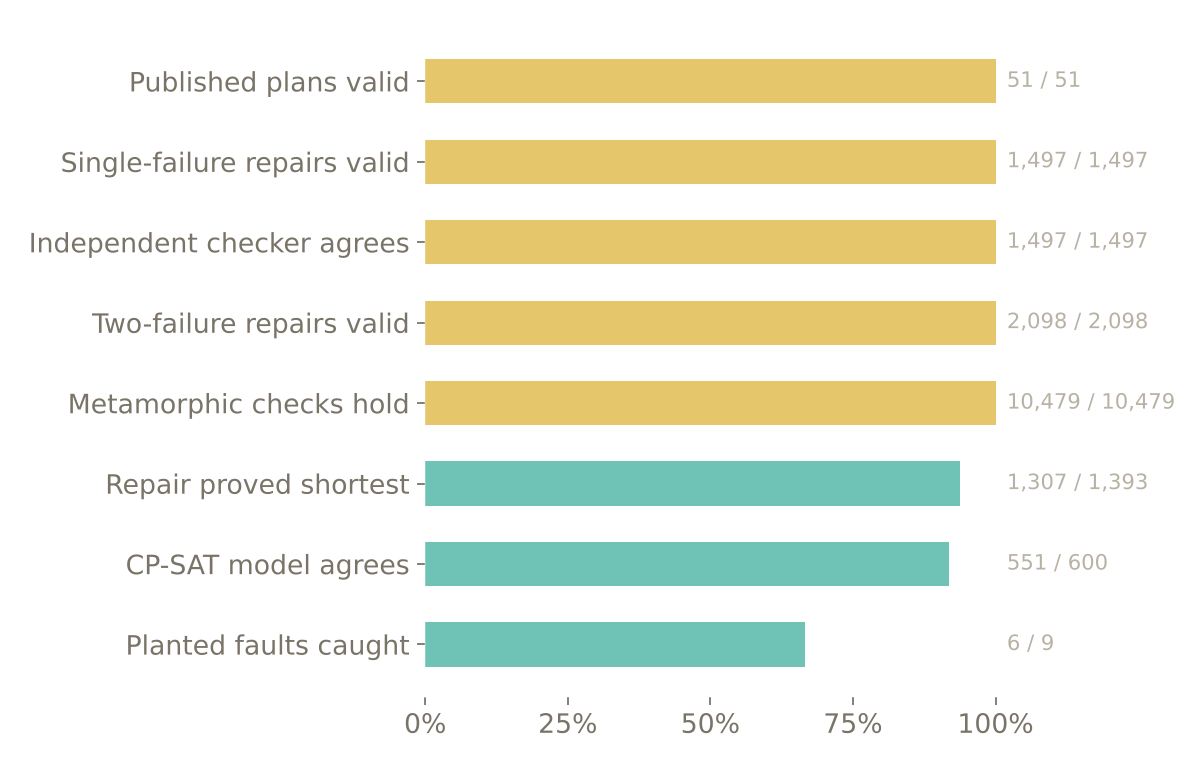 Published plans valid 51 / 51
Single-failure repairs valid 1,497 / 1,497
Independent checker agrees 1,497 / 1,497
Two-failure repairs valid 2,098 / 2,098
Metamorphic checks hold 10,479 / 10,479
Repair proved shortest 1,307 / 1,393
CP-SAT model agrees 551 / 600
Planted faults caught 6 / 9
0% 25% 50% 75% 100%